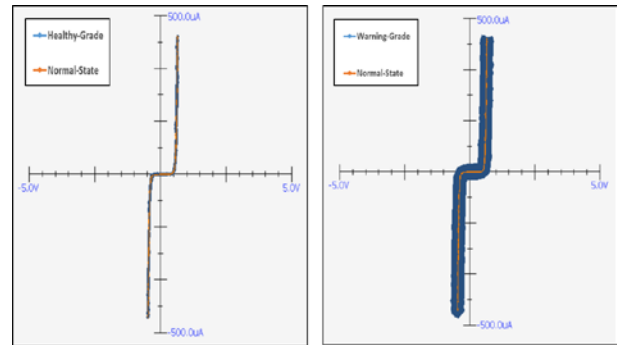 500.0uA
Healthy-Grade
Normal-State
-5.0V
5.0V
-500.0uA
500.0uA
Warning-Grade
Normal-State
-5.0V
5.0V
-500.0uA